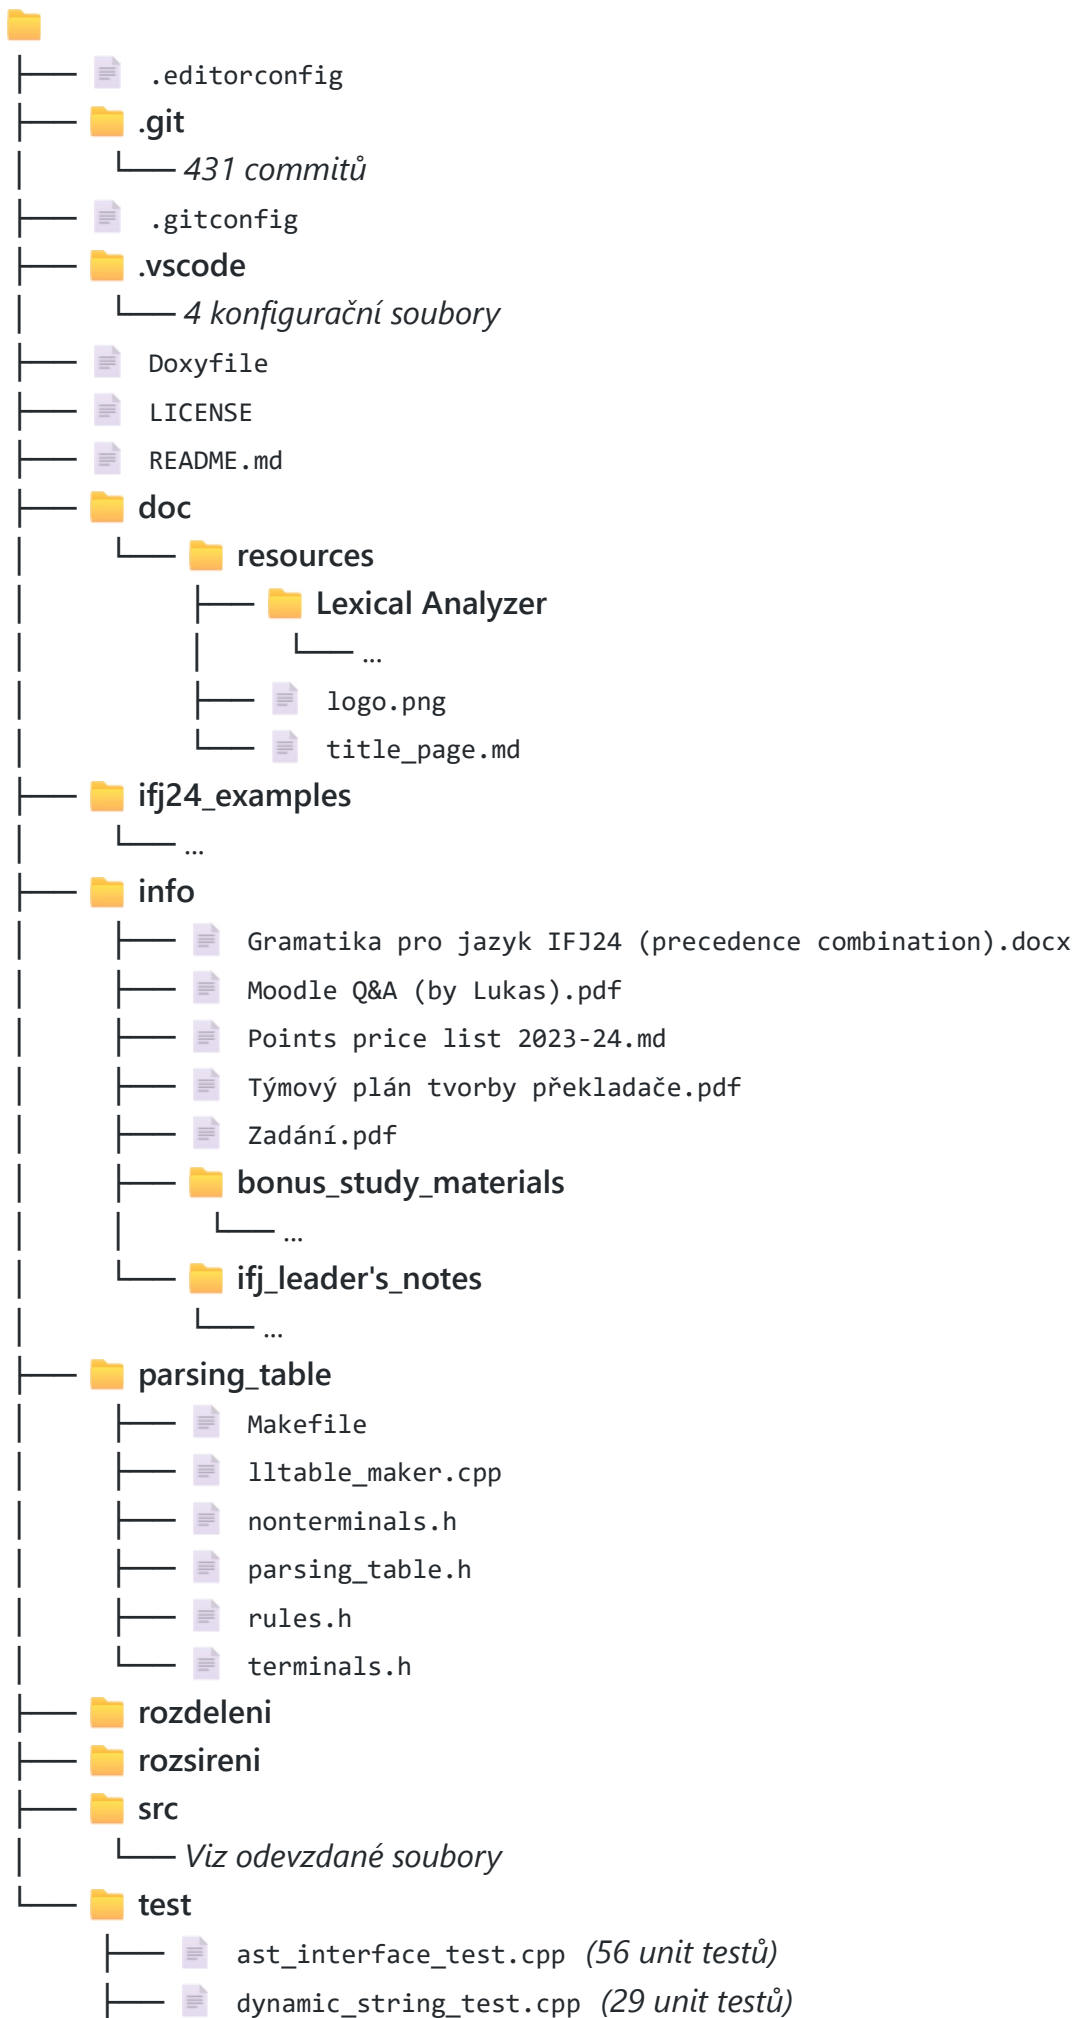 .editorconfig
.git
431 commitů
.gitconfig
.vscode
4 konfigurační soubory
Doxyfile
LICENSE
README.md
doc
resources
Lexical Analyzer
...
logo.png
title_page.md
ifj24_examples
...
info
Gramatika pro jazyk IFJ24 (precedence combination).docx
Moodle Q&A (by Lukas).pdf
Points price list 2023-24.md
Týmový plán tvorby překladače.pdf
Zadání.pdf
bonus_study_materials
...
ifj_leader's_notes
...
parsing_table
Makefile
lltable_maker.cpp
nonterminals.h
parsing_table.h
rules.h
terminals.h
rozdeleni
rozsireni
src
Viz odevzdané soubory
test
ast_interface_test.cpp (56 unit testů)
dynamic_string_test.cpp (29 unit testů)